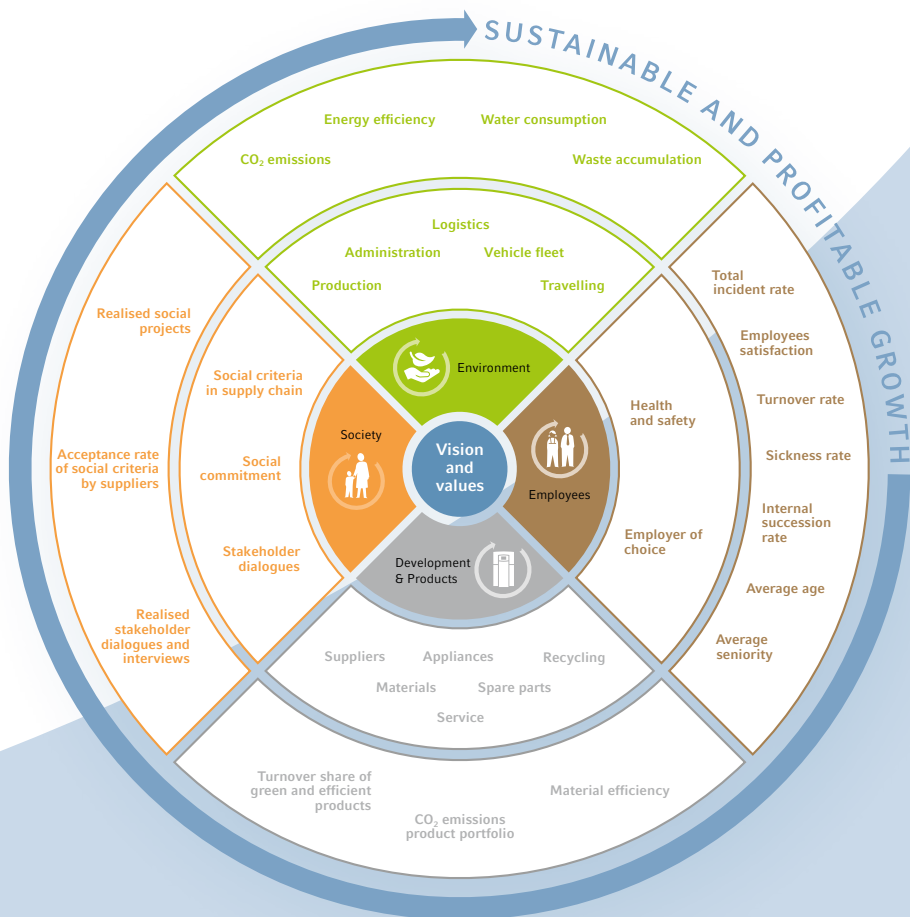 SUSTAINABLE AND PROFITABLE GROWTH
Energy efficiency
Water consumption
CO₂ emissions
Waste accumulation
Logistics
Administration
Vehicle fleet
Production
Travelling
Environment
Total
incident rate
Employees
satisfaction
Turnover rate
Sickness rate
Internal
succession
rate
Average age
Average
seniority
Health
and safety
Employer of
choice
Employees
Vision
and
values
Society
Realised social
projects
Acceptance rate
of social criteria
by suppliers
Realised
stakeholder
dialogues and
interviews
Social criteria
in supply chain
Social
commitment
Stakeholder
dialogues
Development
& Products
Suppliers
Appliances
Recycling
Materials
Spare parts
Service
Turnover share of
green and efficient
products
CO₂ emissions
product portfolio
Material efficiency